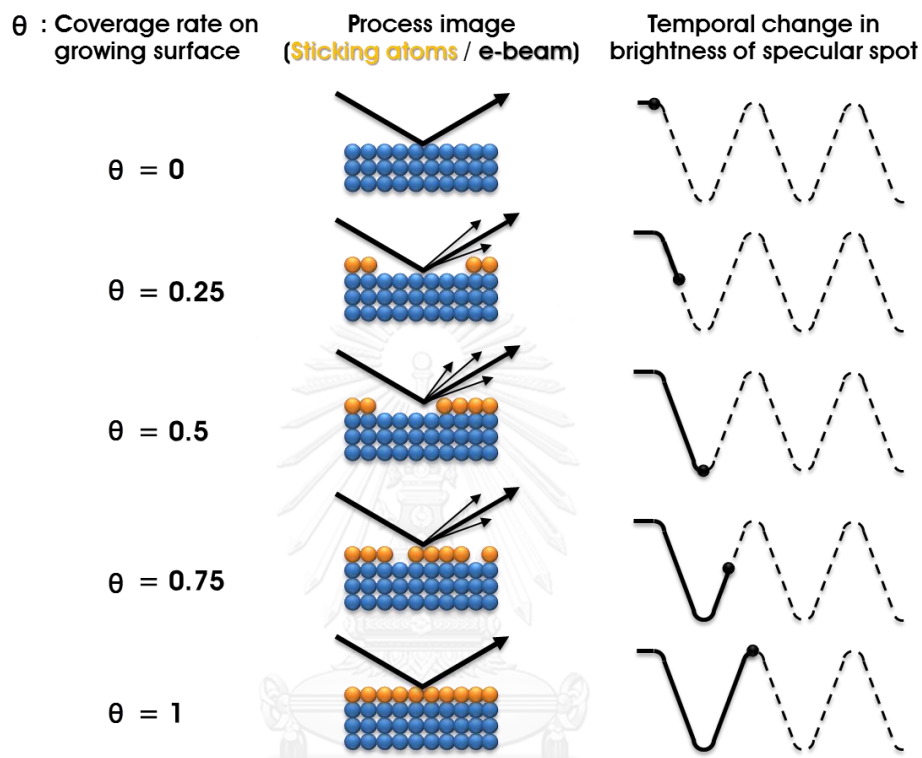 θ : Coverage rate on
growing surface
Process image
(Sticking atoms / e-beam)
Temporal change in
brightness of specular spot
θ = 0
θ = 0.25
θ = 0.5
θ = 0.75
θ = 1